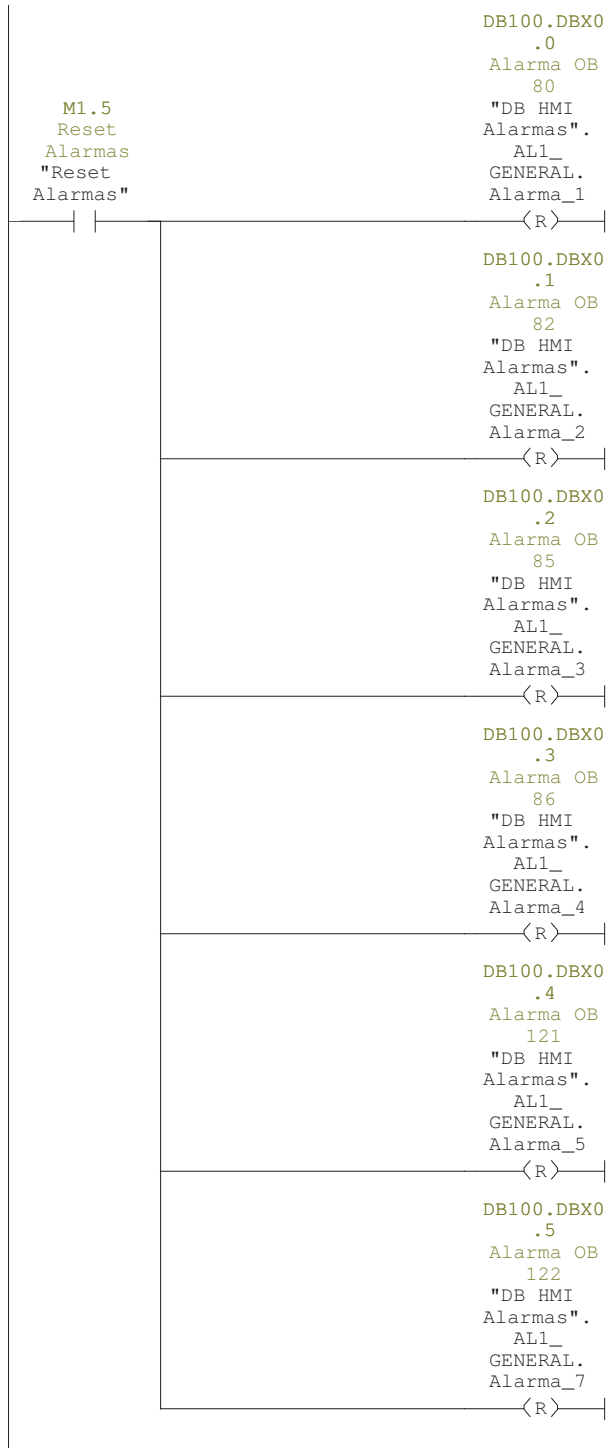 DB100.DBX0
.0
Alarma OB
80
"DB HMI
Alarmas".
AL1_
GENERAL.
Alarma_1
M1.5
Reset
Alarmas
"Reset
Alarmas"
R
DB100.DBX0
.1
Alarma OB
82
"DB HMI
Alarmas".
AL1_
GENERAL.
Alarma_2
R
DB100.DBX0
.2
Alarma OB
85
"DB HMI
Alarmas".
AL1_
GENERAL.
Alarma_3
R
DB100.DBX0
.3
Alarma OB
86
"DB HMI
Alarmas".
AL1_
GENERAL.
Alarma_4
R
DB100.DBX0
.4
Alarma OB
121
"DB HMI
Alarmas".
AL1_
GENERAL.
Alarma_5
R
DB100.DBX0
.5
Alarma OB
122
"DB HMI
Alarmas".
AL1_
GENERAL.
Alarma_7
R